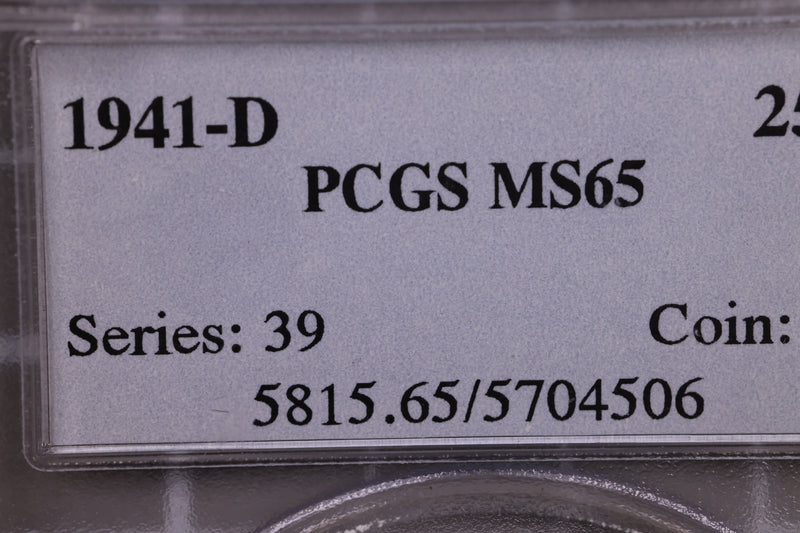 1941-D 25
PCGS MS65
Series: 39 Coin:
5815.65/5704506